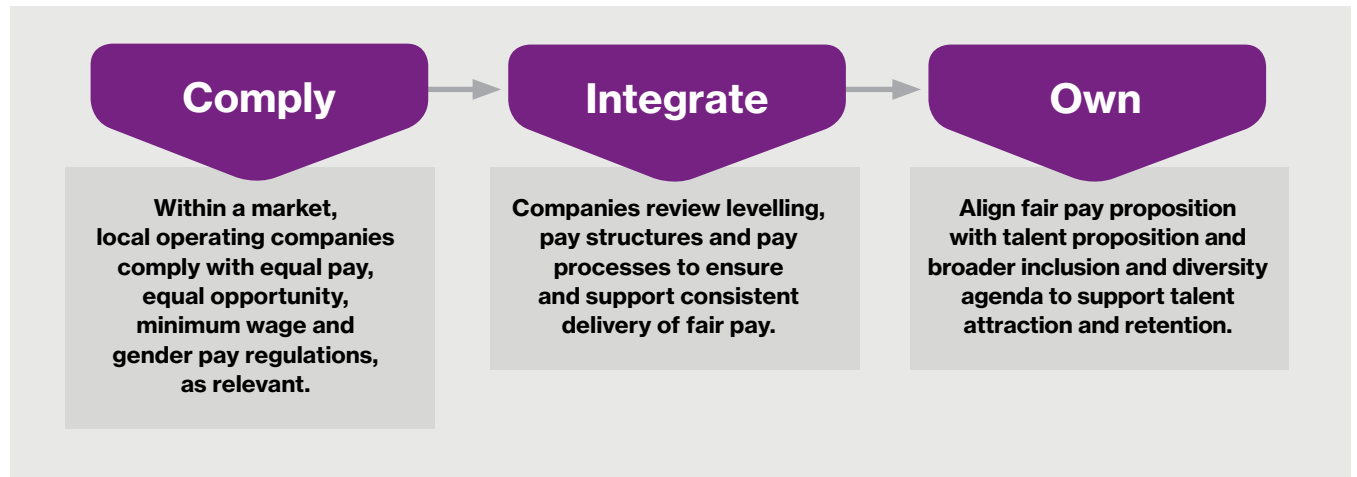 Comply
Within a market,
local operating companies
comply with equal pay,
equal opportunity,
minimum wage and
gender pay regulations,
as relevant.
Integrate
Companies review levelling,
pay structures and pay
processes to ensure
and support consistent
delivery of fair pay.
Own
Align fair pay proposition
with talent proposition and
broader inclusion and diversity
agenda to support talent
attraction and retention.